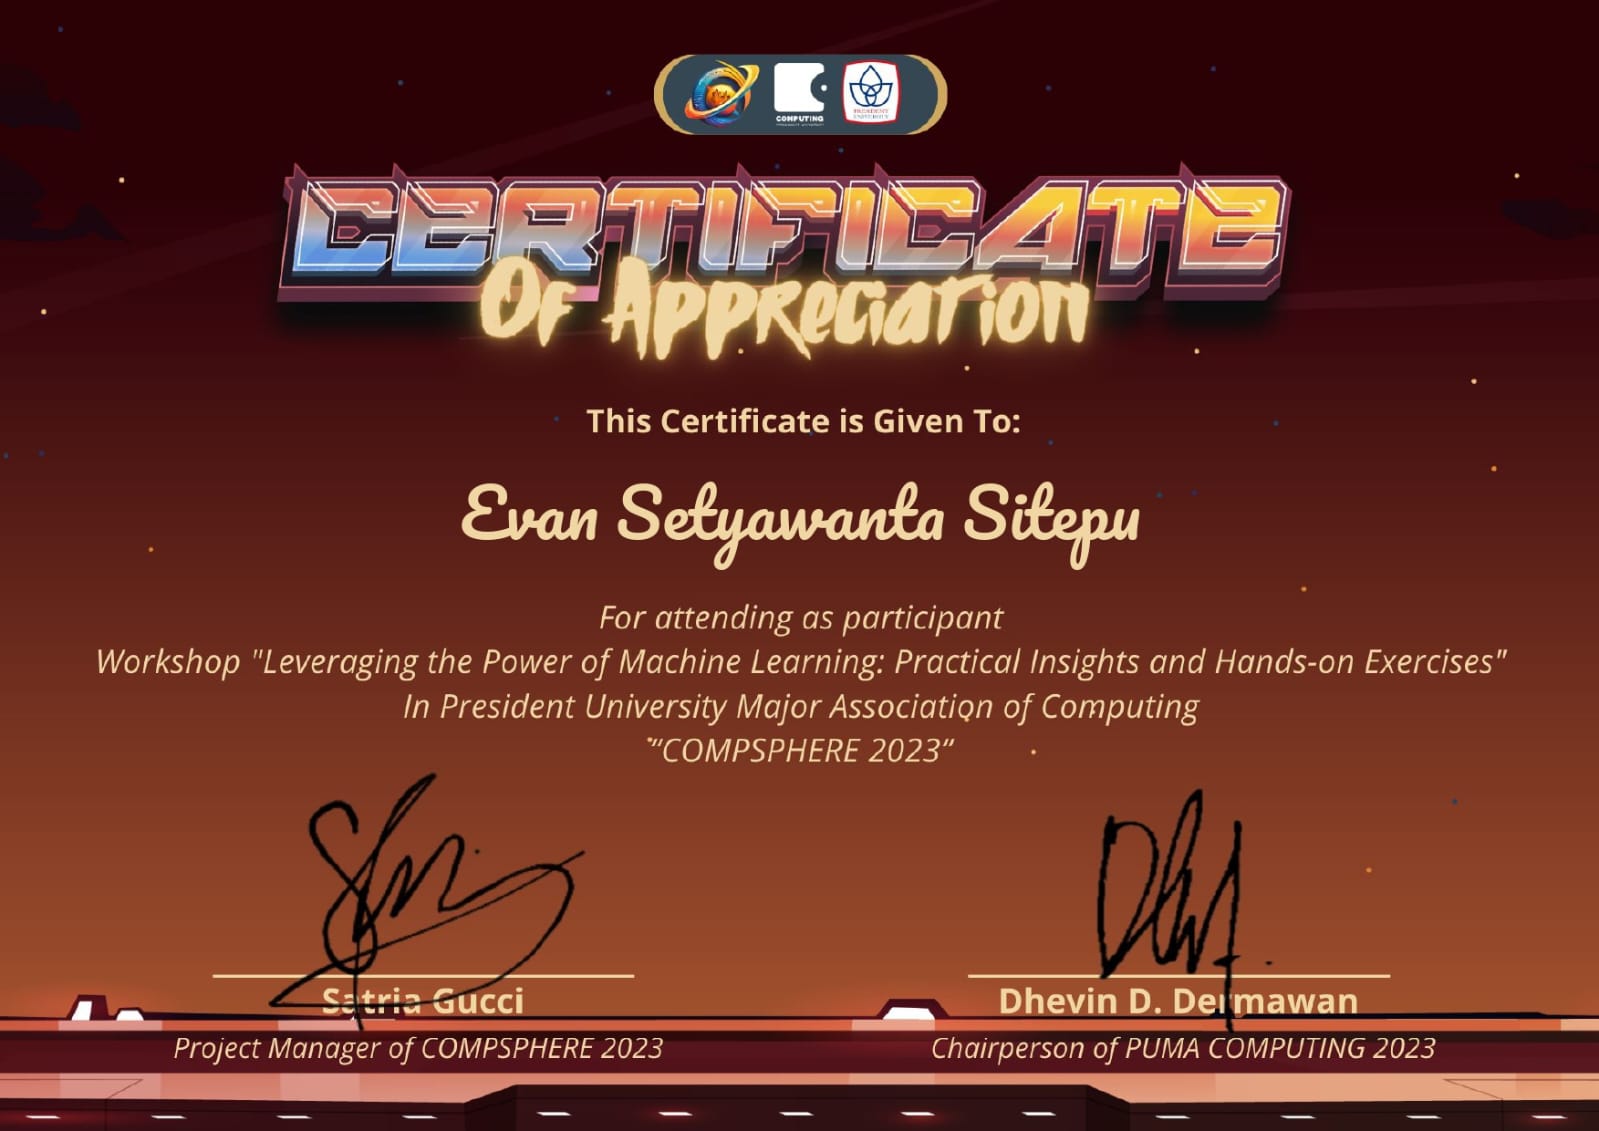 COMPUTING
PRESIDENT
UNIVERSITY
CERTIFICATE
Of Appreciation
This Certificate is Given To:
Evan Setyawanta Sitepu
For attending as participant
Workshop "Leveraging the Power of Machine Learning: Practical Insights and Hands-on Exercises"
In President University Major Association of Computing
“COMPSPHERE 2023“
Satria Gucci
Dhevin D. Dermawan
Project Manager of COMPSPHERE 2023
Chairperson of PUMA COMPUTING 2023